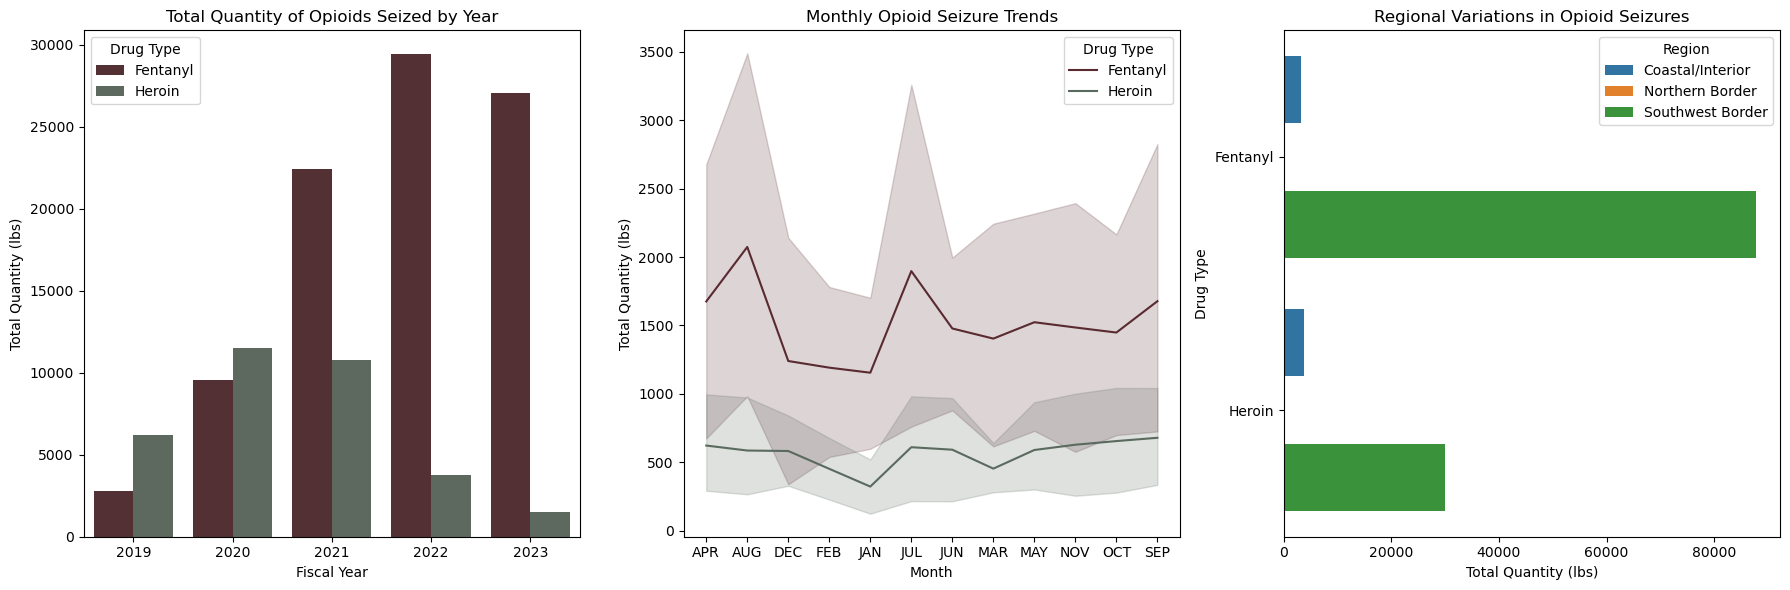 Total Quantity of Opioids Seized by Year
Total Quantity (lbs)
30000
25000
20000
15000
10000
5000
0
Drug Type
Fentanyl
Heroin
2019 2020 2021 2022 2023
Fiscal Year
Monthly Opioid Seizure Trends
Total Quantity (lbs)
3500
3000
2500
2000
1500
1000
500
0
Drug Type
Fentanyl
Heroin
APR AUG DEC FEB JAN JUL JUN MAR MAY NOV OCT SEP
Month
Regional Variations in Opioid Seizures
Drug Type
Fentanyl
Heroin
Region
Coastal/Interior
Northern Border
Southwest Border
0 20000 40000 60000 80000
Total Quantity (lbs)